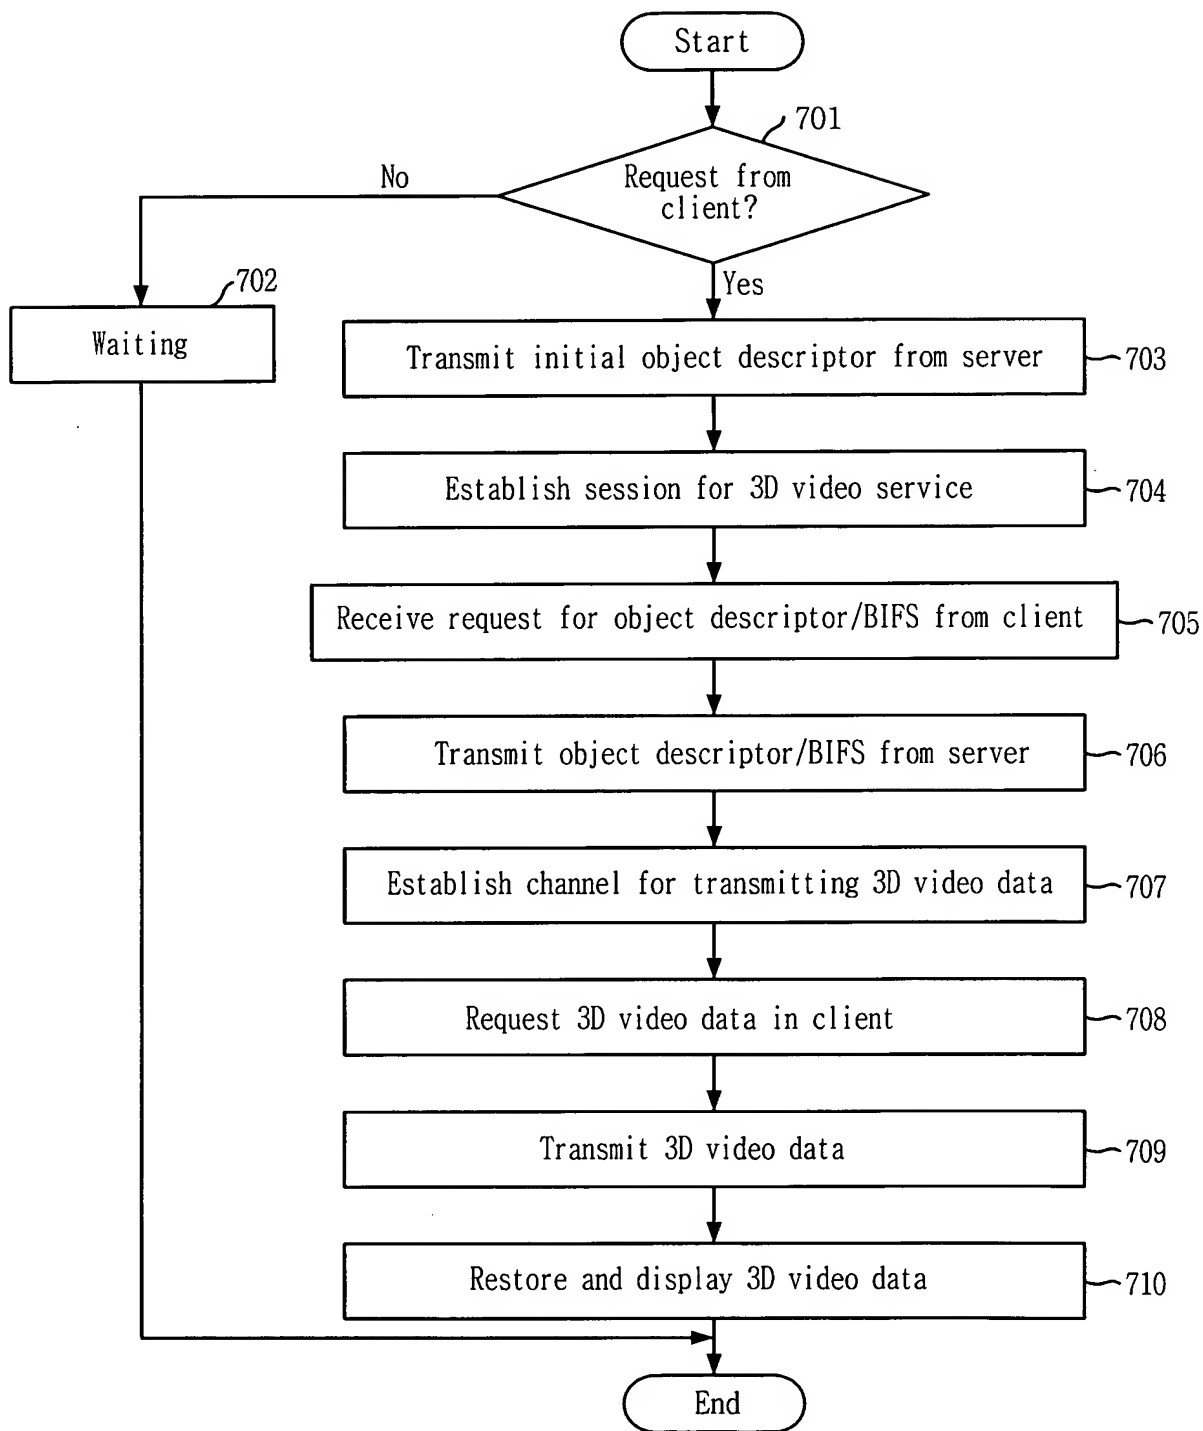 Start
701
Request from
client?
No
Yes
702
Waiting
Transmit initial object descriptor from server
703
Establish session for 3D video service
704
Receive request for object descriptor/BIFS from client
705
Transmit object descriptor/BIFS from server
706
Establish channel for transmitting 3D video data
707
Request 3D video data in client
708
Transmit 3D video data
709
Restore and display 3D video data
710
End